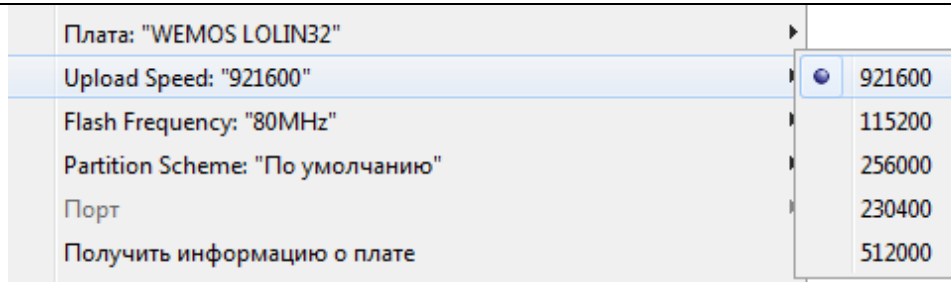 Плата: "WEMOS LOLIN32"
Upload Speed: "921600"
Flash Frequency: "80MHz"
Partition Scheme: "По умолчанию"
Порт
Получить информацию о плате
921600
115200
256000
230400
512000